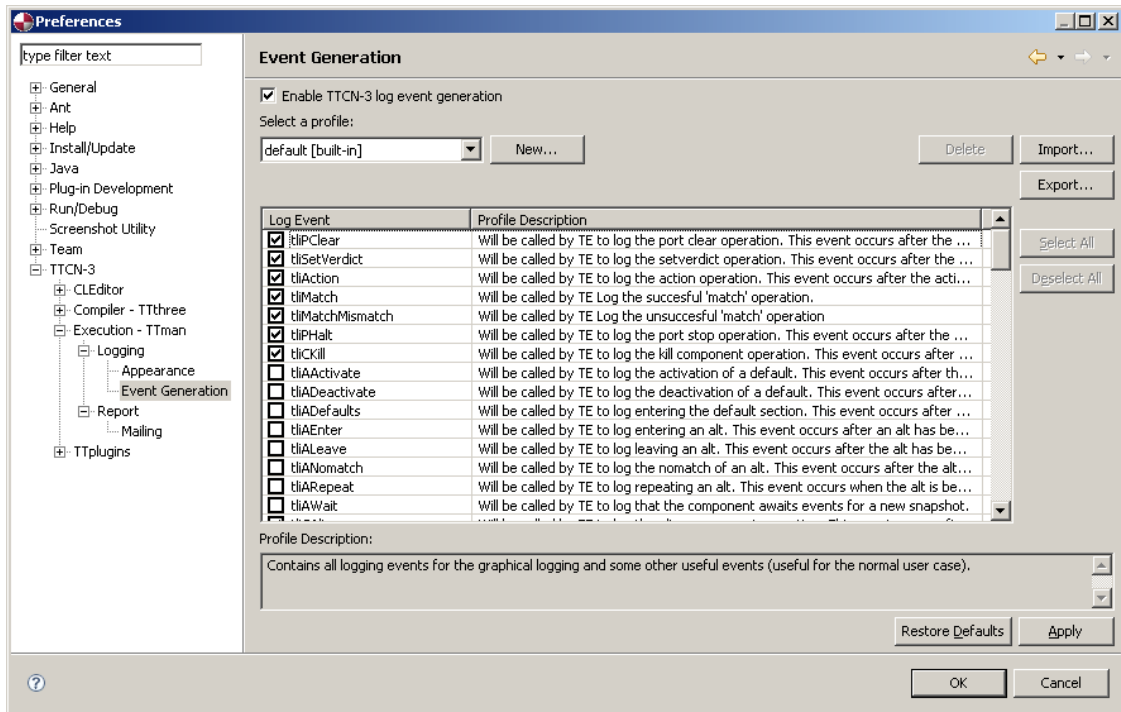 Preferences
type filter text
General
Ant
Help
Install/Update
Java
Plug-in Development
Run/Debug
Screenshot Utility
Team
TTCN-3
CLEditor
Compiler - TTthree
Execution - TTman
Logging
Appearance
Event Generation
Report
Mailing
TTplugins
Event Generation
Enable TTCN-3 log event generation
Select a profile:
default [built-in]
New...
Delete
Import...
Export...
Log Event Profile Description
tliPClear Will be called by TE to log the port clear operation. This event occurs after the ...
tliSetVerdict Will be called by TE to log the setverdict operation. This event occurs after the ...
tliAction Will be called by TE to log the action operation. This event occurs after the acti...
tliMatch Will be called by TE Log the succesful 'match' operation.
tliMatchMismatch Will be called by TE Log the unsuccesful 'match' operation
tliPHalt Will be called by TE to log the port stop operation. This event occurs after the ...
tliCKill Will be called by TE to log the kill component operation. This event occurs after ...
tliAActivate Will be called by TE to log the activation of a default. This event occurs after th...
tliADeactivate Will be called by TE to log the deactivation of a default. This event occurs after...
tliADefaults Will be called by TE to log entering the default section. This event occurs after ...
tliAEnter Will be called by TE to log entering an alt. This event occurs after an alt has be...
tliALeave Will be called by TE to log leaving an alt. This event occurs after the alt has be...
tliANomatch Will be called by TE to log the nomatch of an alt. This event occurs after the alt...
tliARepeat Will be called by TE to log repeating an alt. This event occurs when the alt is be...
tliAWait Will be called by TE to log that the component awaits events for a new snapshot.
Select All
Deselect All
Profile Description:
Contains all logging events for the graphical logging and some other useful events (useful for the normal user case).
Restore Defaults
Apply
OK
Cancel